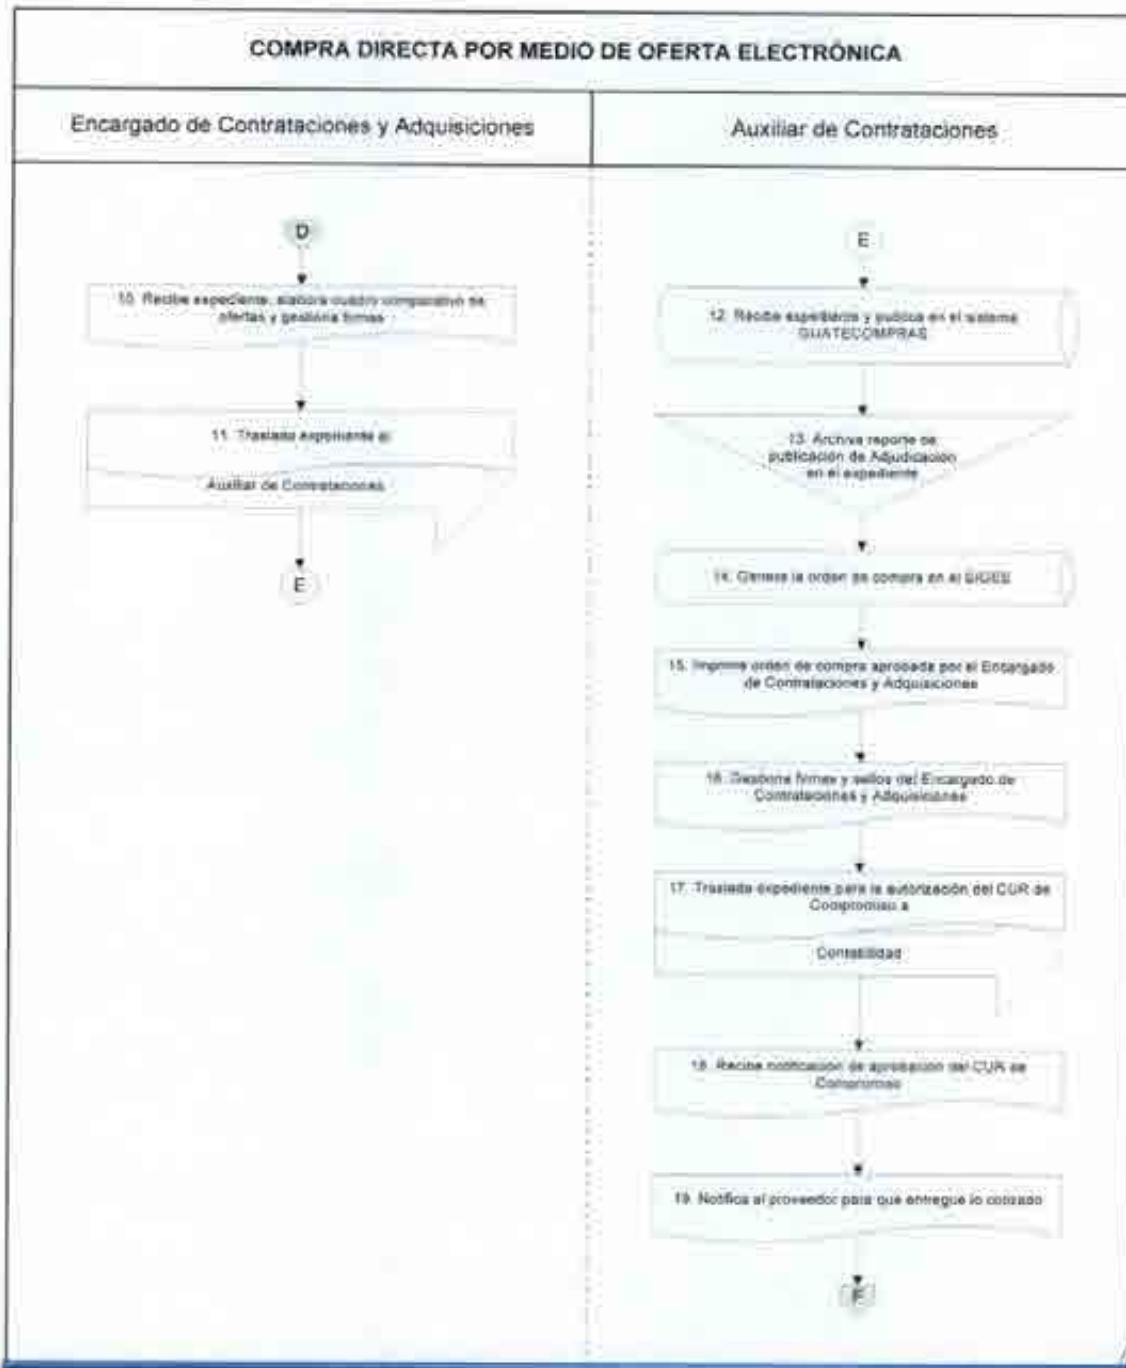 COMPRA DIRECTA POR MEDIO DE OFERTA ELECTRÓNICA
Encargado de Contrataciones y Adquisiciones
Auxiliar de Contrataciones
D
10. Recibe expediente, elabora cuadro comparativo de
ofertas y gestiona firmas
11. Traslada expediente a:
Auxiliar de Contrataciones
E
E
12. Recibe expediente y publica en el sistema
GUATECOMPRAS
13. Archiva reporte de
publicación de Adjudicación
en el expediente
14. Genera la orden de compra en el SIGES
15. Imprime orden de compra aprobada por el Encargado
de Contrataciones y Adquisiciones
16. Gestiona firmas y sellos del Encargado de
Contrataciones y Adquisiciones
17. Traslada expediente para la autorización del CUR de
Compromiso a
Contabilidad
18. Recibe notificación de aprobación del CUR de
Compromiso
19. Notifica al proveedor para que entregue lo cotizado
F